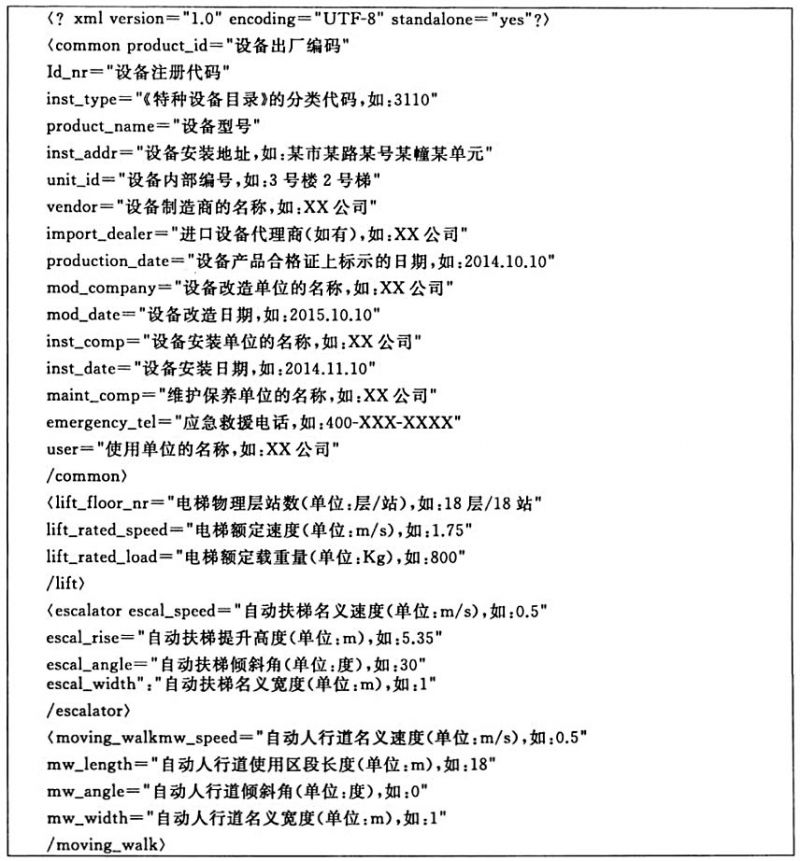 〈? xml version="1.0" encoding="UTF-8" standalone="yes"?〉
〈common product_id="设备出厂编码"
Id_nr="设备注册代码"
inst_type="《特种设备目录》的分类代码,如:3110"
product_name="设备型号"
inst_addr="设备安装地址,如:某市某路某号某幢某单元"
unit_id="设备内部编号,如:3号楼2号梯"
vendor="设备制造商的名称,如:XX公司"
import_dealer="进口设备代理商(如有),如:XX公司"
production_date="设备产品合格证上标示的日期,如:2014.10.10"
mod_company="设备改造单位的名称,如:XX公司"
mod_date="设备改造日期,如:2015.10.10"
inst_comp="设备安装单位的名称,如:XX公司"
inst_date="设备安装日期,如:2014.11.10"
maint_comp="维护保养单位的名称,如:XX公司"
emergency_tel="应急救援电话,如:400-XXX-XXXX"
user="使用单位的名称,如:XX公司"
/common〉
〈lift_floor_nr="电梯物理层站数(单位:层/站),如:18层/18站"
lift_rated_speed="电梯额定速度(单位:m/s),如:1.75"
lift_rated_load="电梯额定载重量(单位:Kg),如:800"
/lift〉
〈escalator escal_speed="自动扶梯名义速度(单位:m/s),如:0.5"
escal_rise="自动扶梯提升高度(单位:m),如:5.35"
escal_angle="自动扶梯倾斜角(单位:度),如:30"
escal_width":"自动扶梯名义宽度(单位:m),如:1"
/escalator〉
〈moving_walkmw_speed="自动人行道名义速度(单位:m/s),如:0.5"
mw_length="自动人行道使用区段长度(单位:m),如:18"
mw_angle="自动人行道倾斜角(单位:度),如:0"
mw_width="自动人行道名义宽度(单位:m),如:1"
/moving_walk〉